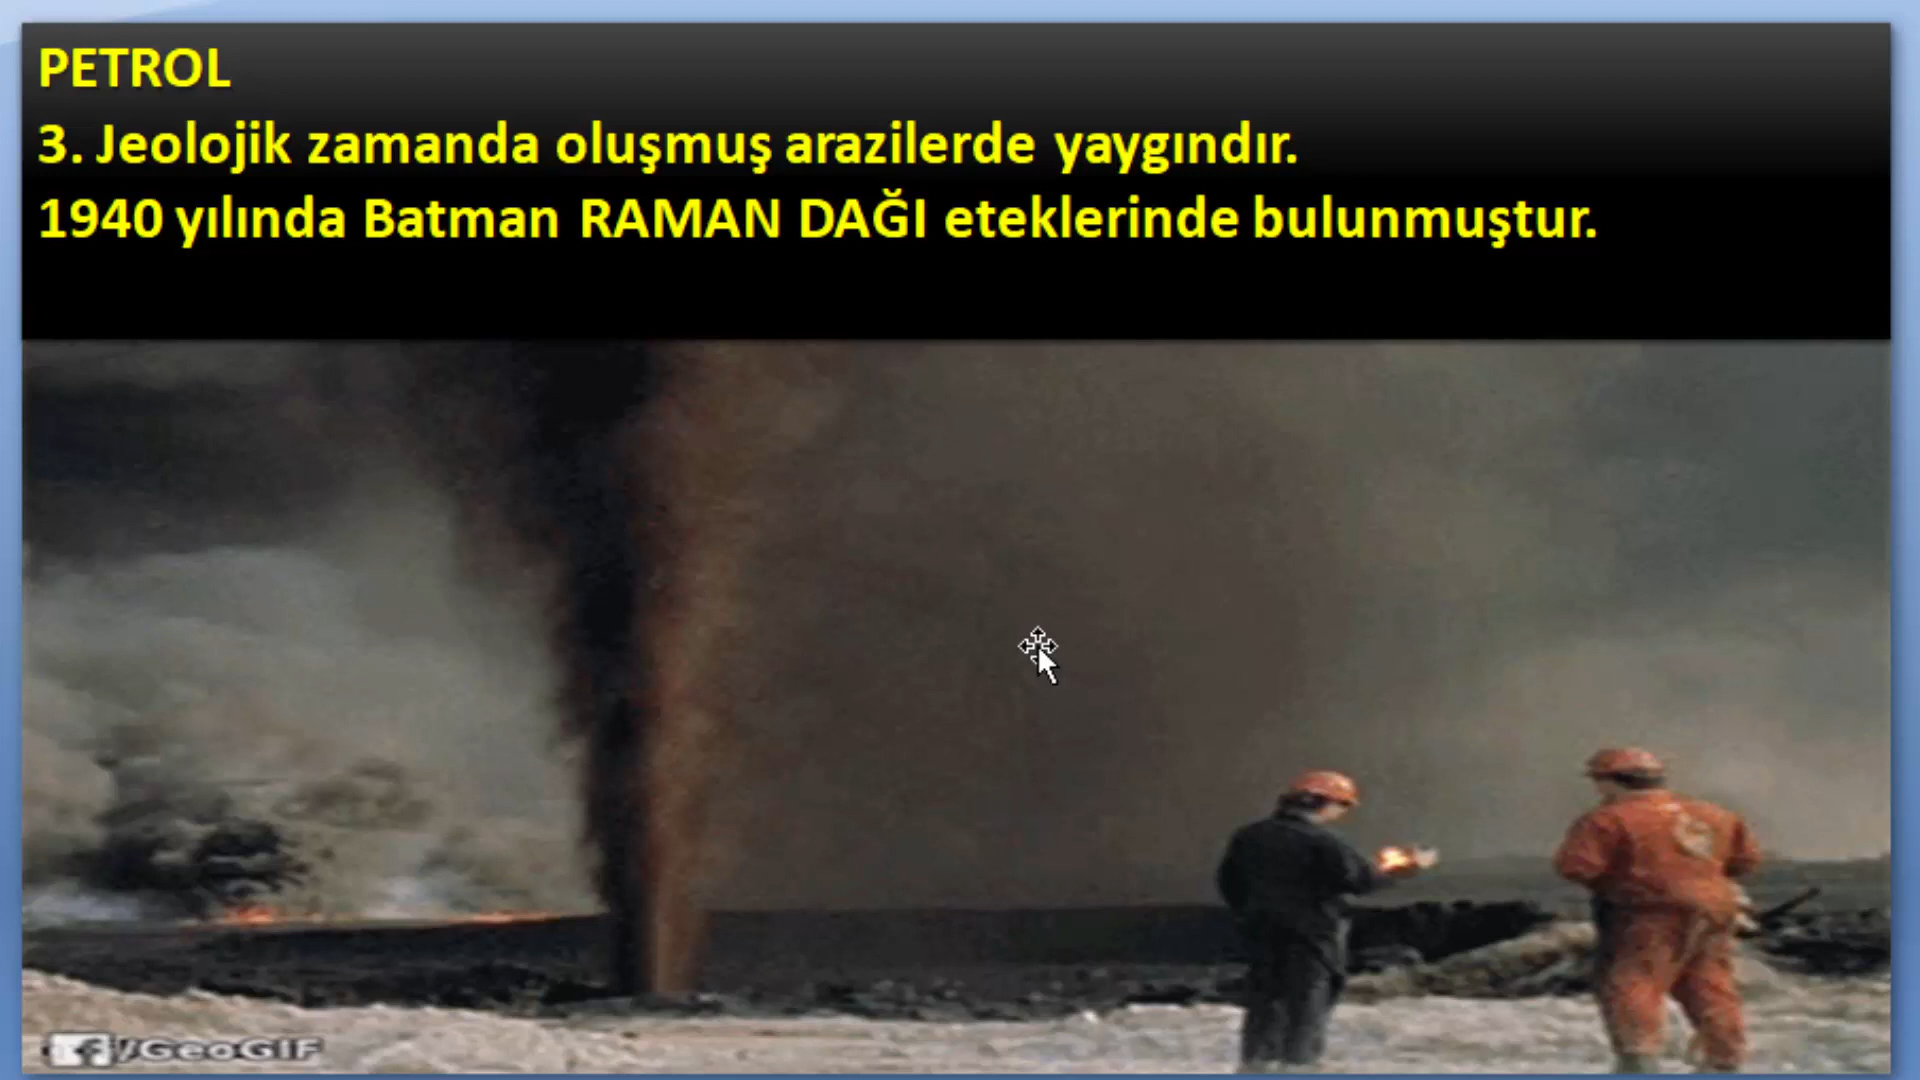 PETROL
3. Jeolojik zamanda oluşmuş arazilerde yaygındır.
1940 yılında Batman RAMAN DAĞI eteklerinde bulunmuştur.
f/GeoGIF